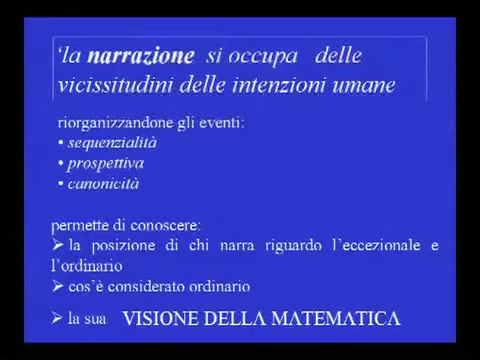 ‘la narrazione si occupa delle
vicissitudini delle intenzioni umane
riorganizzandone gli eventi:
• sequenzialità
• prospettiva
• canonicità
permette di conoscere:
➢ la posizione di chi narra riguardo l’eccezionale e
l’ordinario
➢ cos’è considerato ordinario
➢ la sua VISIONE DELLA MATEMATICA